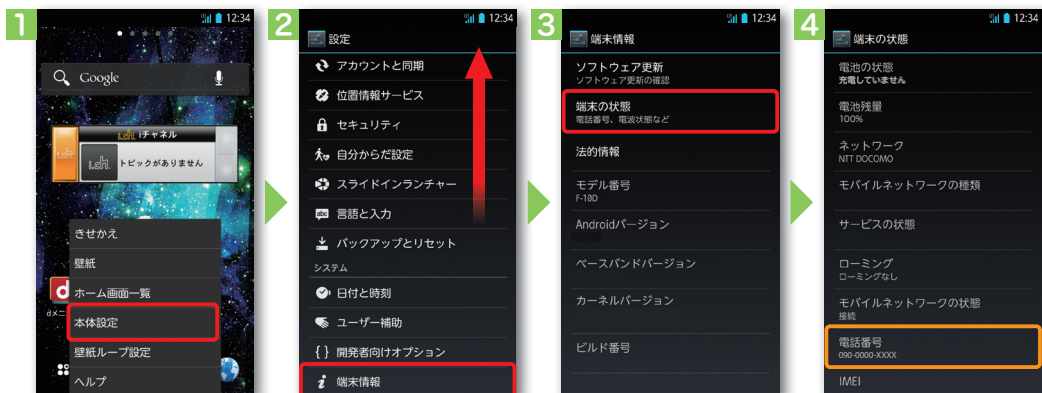 1
12:34
Google
i.ch iチャネル
i.ch トピックがありません
きせかえ
壁紙
ホーム画面一覧
本体設定
壁紙ループ設定
ヘルプ
2
12:34
設定
アカウントと同期
位置情報サービス
セキュリティ
自分からだ設定
スライドインランチャー
abc 言語と入力
バックアップとリセット
システム
日付と時刻
ユーザー補助
{ } 開発者向けオプション
i 端末情報
3
12:34
端末情報
ソフトウェア更新
ソフトウェア更新の確認
端末の状態
電話番号、電波状態など
法的情報
モデル番号
F-10D
Androidバージョン
ベースバンドバージョン
カーネルバージョン
ビルド番号
4
12:34
端末の状態
電池の状態
充電していません
電池残量
100%
ネットワーク
NTT DOCOMO
モバイルネットワークの種類
サービスの状態
ローミング
ローミングなし
モバイルネットワークの状態
接続
電話番号
090-0000-XXXX
IMEI